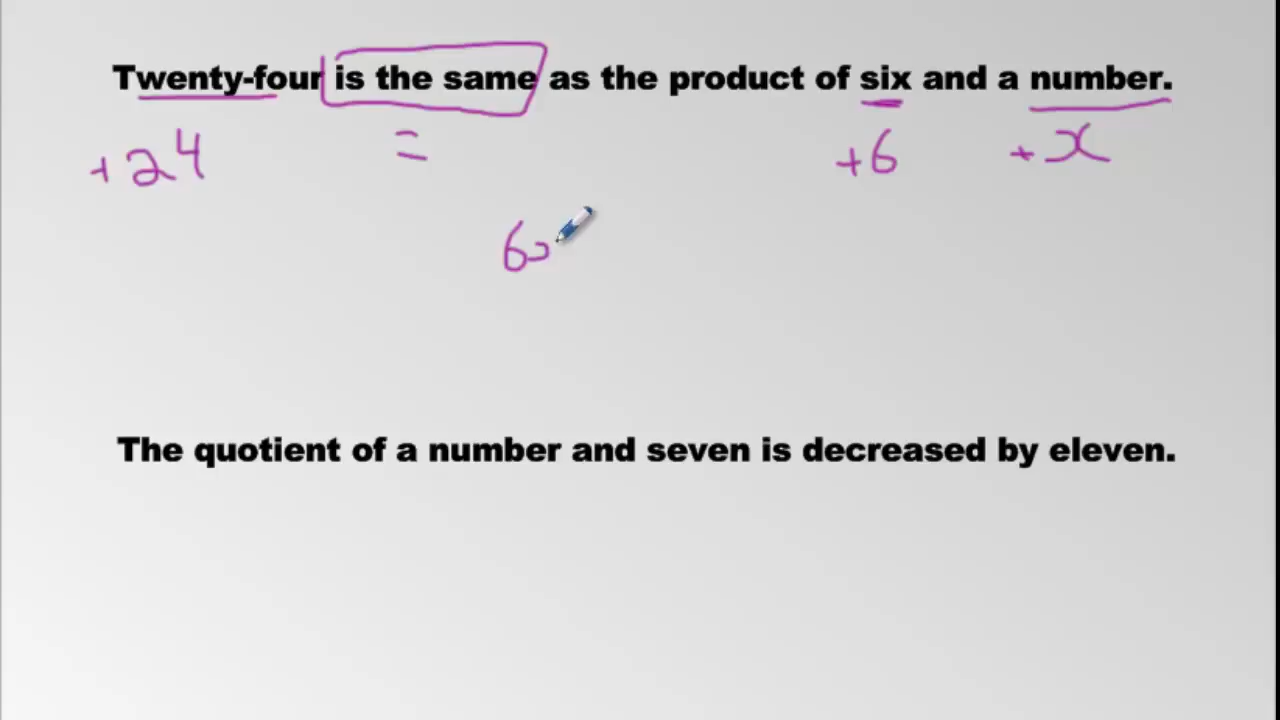 Twenty-four is the same as the product of six and a number.
+24 = +6 +x
6
The quotient of a number and seven is decreased by eleven.